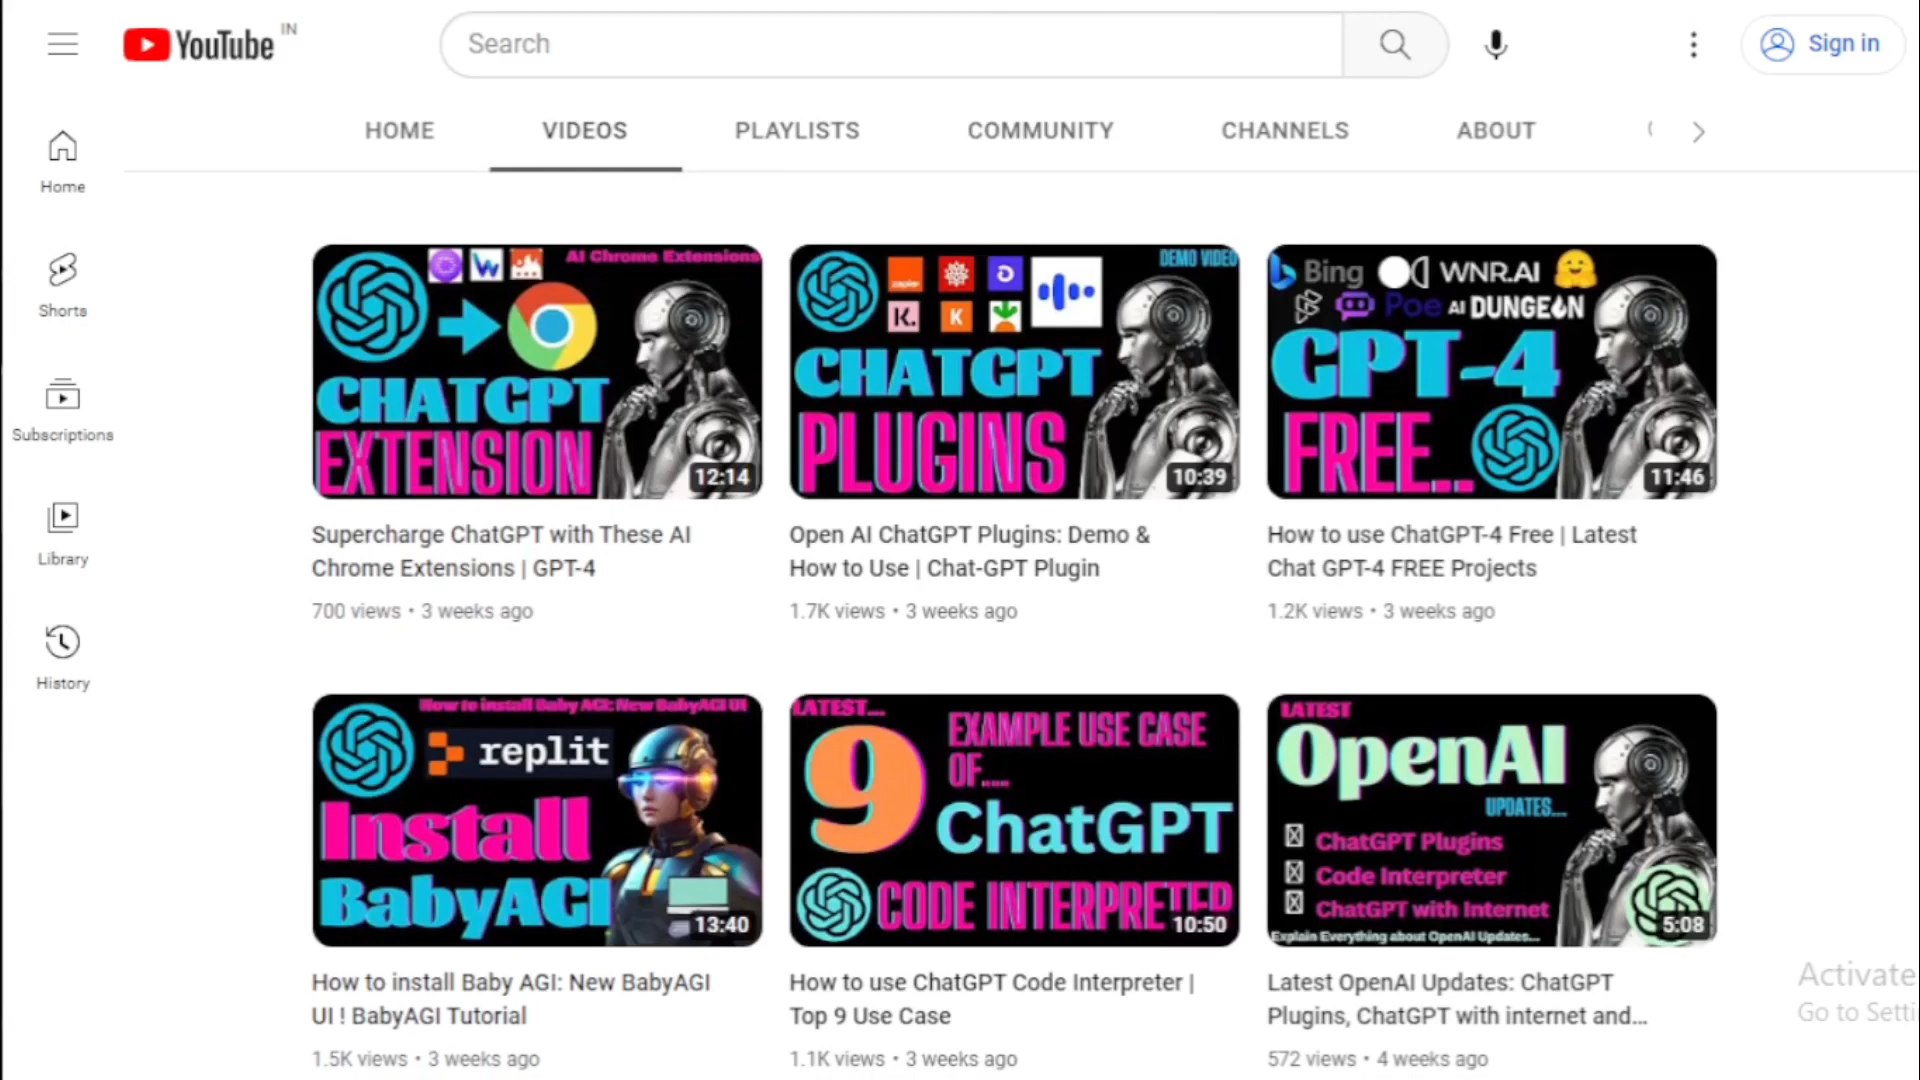 YouTube IN
Search
Sign in
HOME VIDEOS PLAYLISTS COMMUNITY CHANNELS ABOUT
Home
Shorts
Subscriptions
Library
History
AI Chrome Extensions
CHATGPT
EXTENSION
12:14
Supercharge ChatGPT with These AI
Chrome Extensions | GPT-4
700 views • 3 weeks ago
DEMO VIDEO
zapier
K.
K
CHATGPT
PLUGINS
10:39
Open AI ChatGPT Plugins: Demo &
How to Use | Chat-GPT Plugin
1.7K views • 3 weeks ago
Bing WNR.AI
Poe AI DUNGEON
GPT-4
FREE..
11:46
How to use ChatGPT-4 Free | Latest
Chat GPT-4 FREE Projects
1.2K views • 3 weeks ago
How to install Baby AGI: New BabyAGI UI
replit
Install
BabyAGI
13:40
How to install Baby AGI: New BabyAGI
UI ! BabyAGI Tutorial
1.5K views • 3 weeks ago
LATEST...
9 EXAMPLE USE CASE
OF.....
ChatGPT
CODE INTERPRETER
10:50
How to use ChatGPT Code Interpreter |
Top 9 Use Case
1.1K views • 3 weeks ago
LATEST
OpenAI
UPDATES...
ChatGPT Plugins
Code Interpreter
ChatGPT with Internet
Explain Everything about OpenAI Updates...
5:08
Latest OpenAI Updates: ChatGPT
Plugins, ChatGPT with internet and...
572 views • 4 weeks ago
Activate
Go to Setti